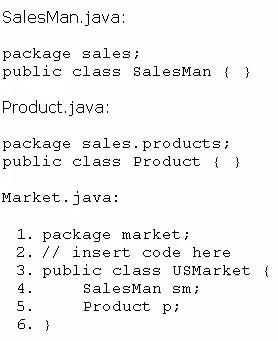 SalesMan.java:
package sales;
public class SalesMan { }
Product.java:
package sales.products;
public class Product { }
Market.java:
1. package market;
2. // insert code here
3. public class USMarket {
4.     SalesMan sm;
5.     Product p;
6. }